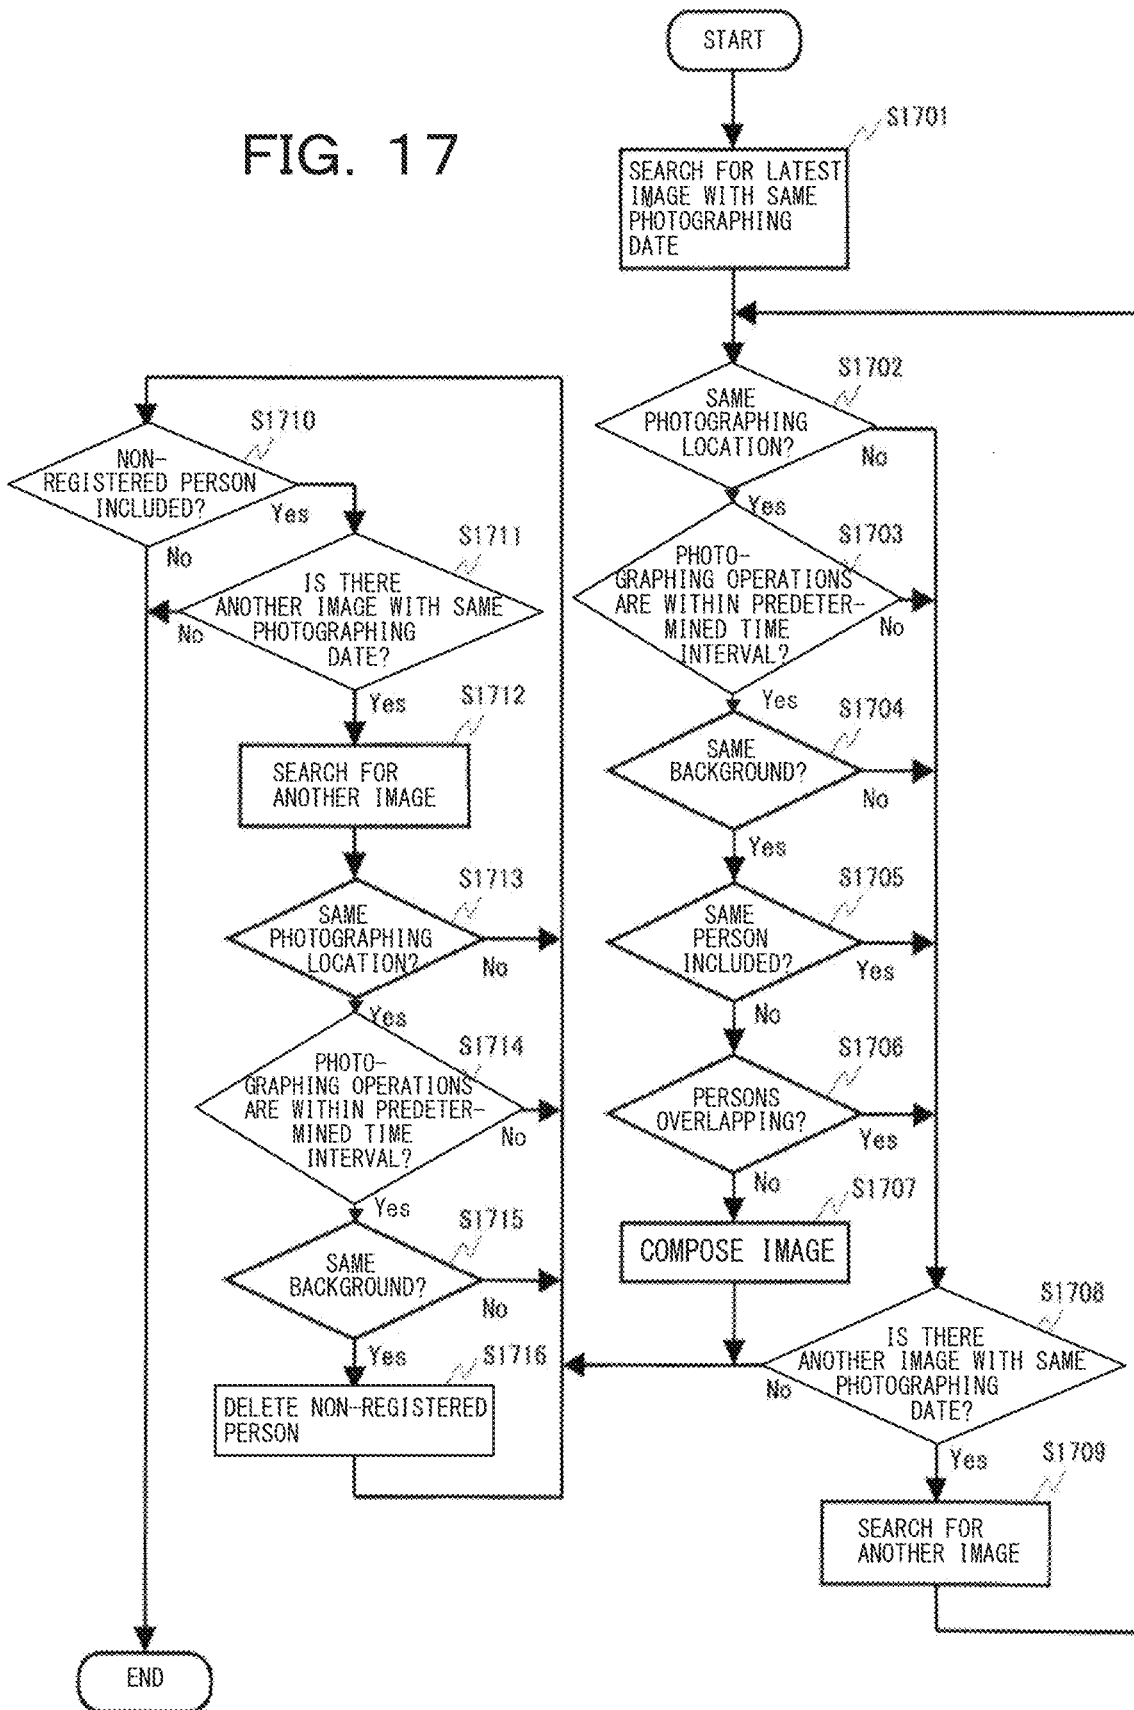 FIG. 17
START
S1701
SEARCH FOR LATEST
IMAGE WITH SAME
PHOTOGRAPHING
DATE
S1702
SAME
PHOTOGRAPHING
LOCATION?
No
Yes
S1703
PHOTO-
GRAPHING OPERATIONS
ARE WITHIN PREDETER-
MINED TIME
INTERVAL?
No
Yes
S1704
SAME
BACKGROUND?
No
Yes
S1705
SAME
PERSON
INCLUDED?
Yes
No
S1706
PERSONS
OVERLAPPING?
Yes
No
S1707
COMPOSE IMAGE
S1708
IS THERE
ANOTHER IMAGE WITH SAME
PHOTOGRAPHING
DATE?
No
Yes
S1709
SEARCH FOR
ANOTHER IMAGE
S1710
NON-
REGISTERED PERSON
INCLUDED?
Yes
No
S1711
IS THERE
ANOTHER IMAGE WITH SAME
PHOTOGRAPHING
DATE?
No
Yes
S1712
SEARCH FOR
ANOTHER IMAGE
S1713
SAME
PHOTOGRAPHING
LOCATION?
No
Yes
S1714
PHOTO-
GRAPHING OPERATIONS
ARE WITHIN PREDETER-
MINED TIME
INTERVAL?
No
Yes
S1715
SAME
BACKGROUND?
No
Yes
S1716
DELETE NON-REGISTERED
PERSON
END